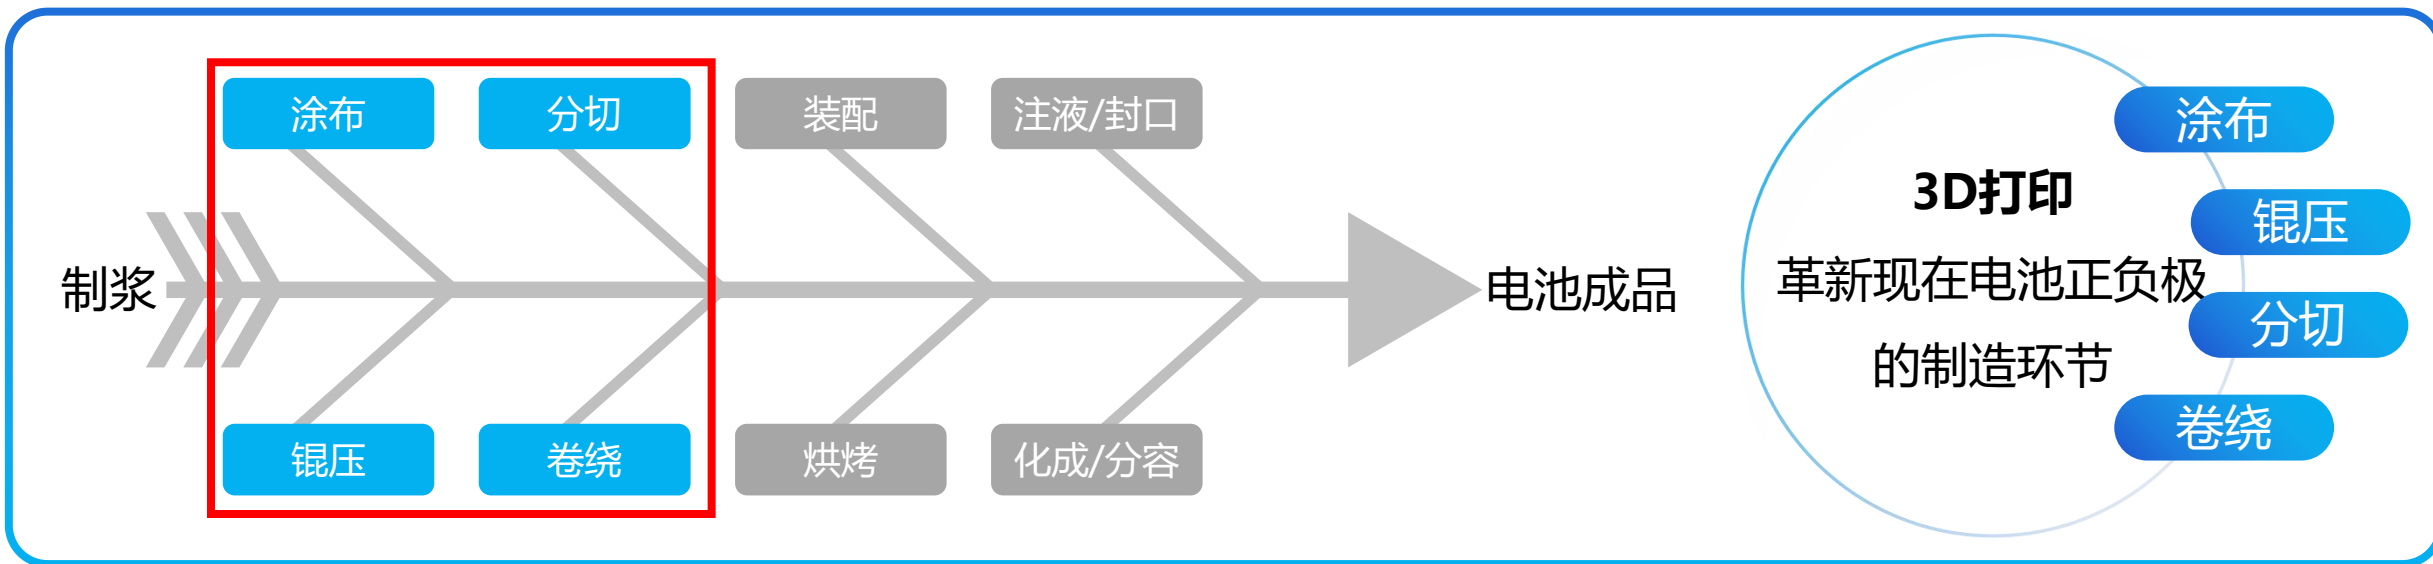 涂布
分切
装配
注液/封口
制浆
电池成品
锟压
卷绕
烘烤
化成/分容
3D打印
革新现在电池正负极
的制造环节
涂布
锟压
分切
卷绕